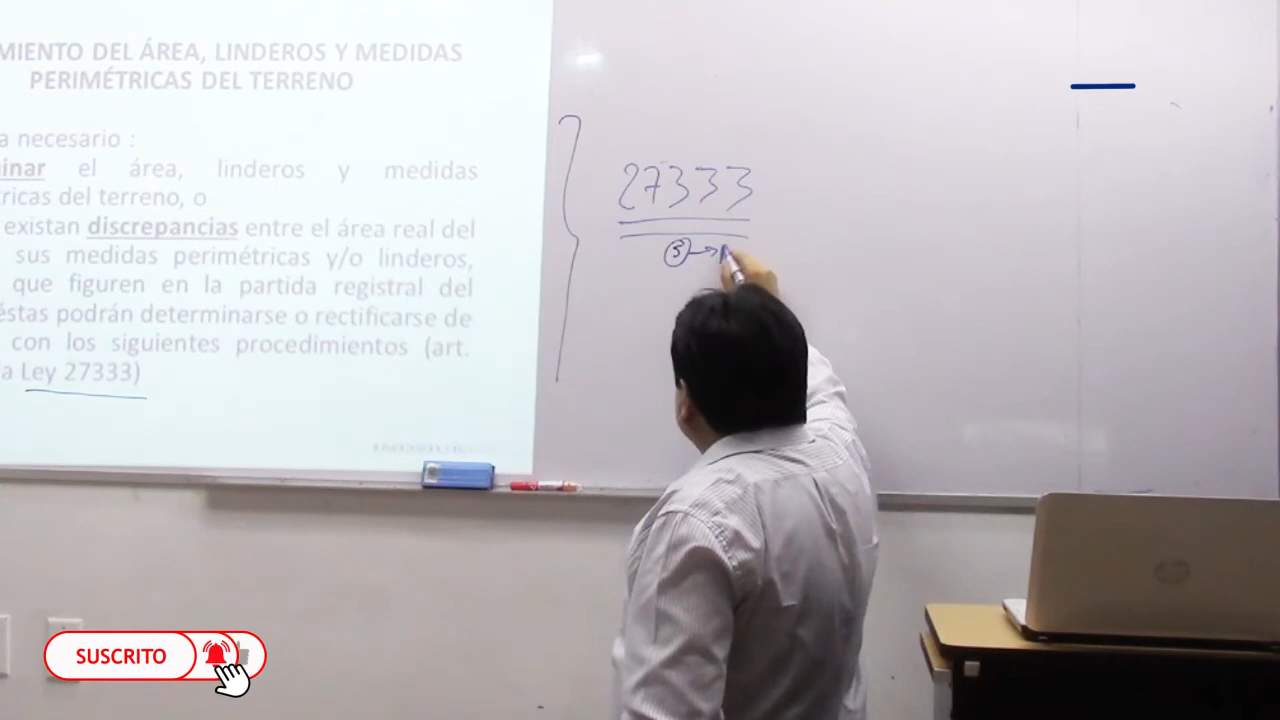 MIENTO DEL ÁREA, LINDEROS Y MEDIDAS
PERIMÉTRICAS DEL TERRENO
a necesario :
inar el área, linderos y medidas
tricas del terreno, o
existan discrepancias entre el área real del
sus medidas perimétricas y/o linderos,
que figuren en la partida registral del
éstas podrán determinarse o rectificarse de
con los siguientes procedimientos (art.
la Ley 27333)
27333
SUSCRITO